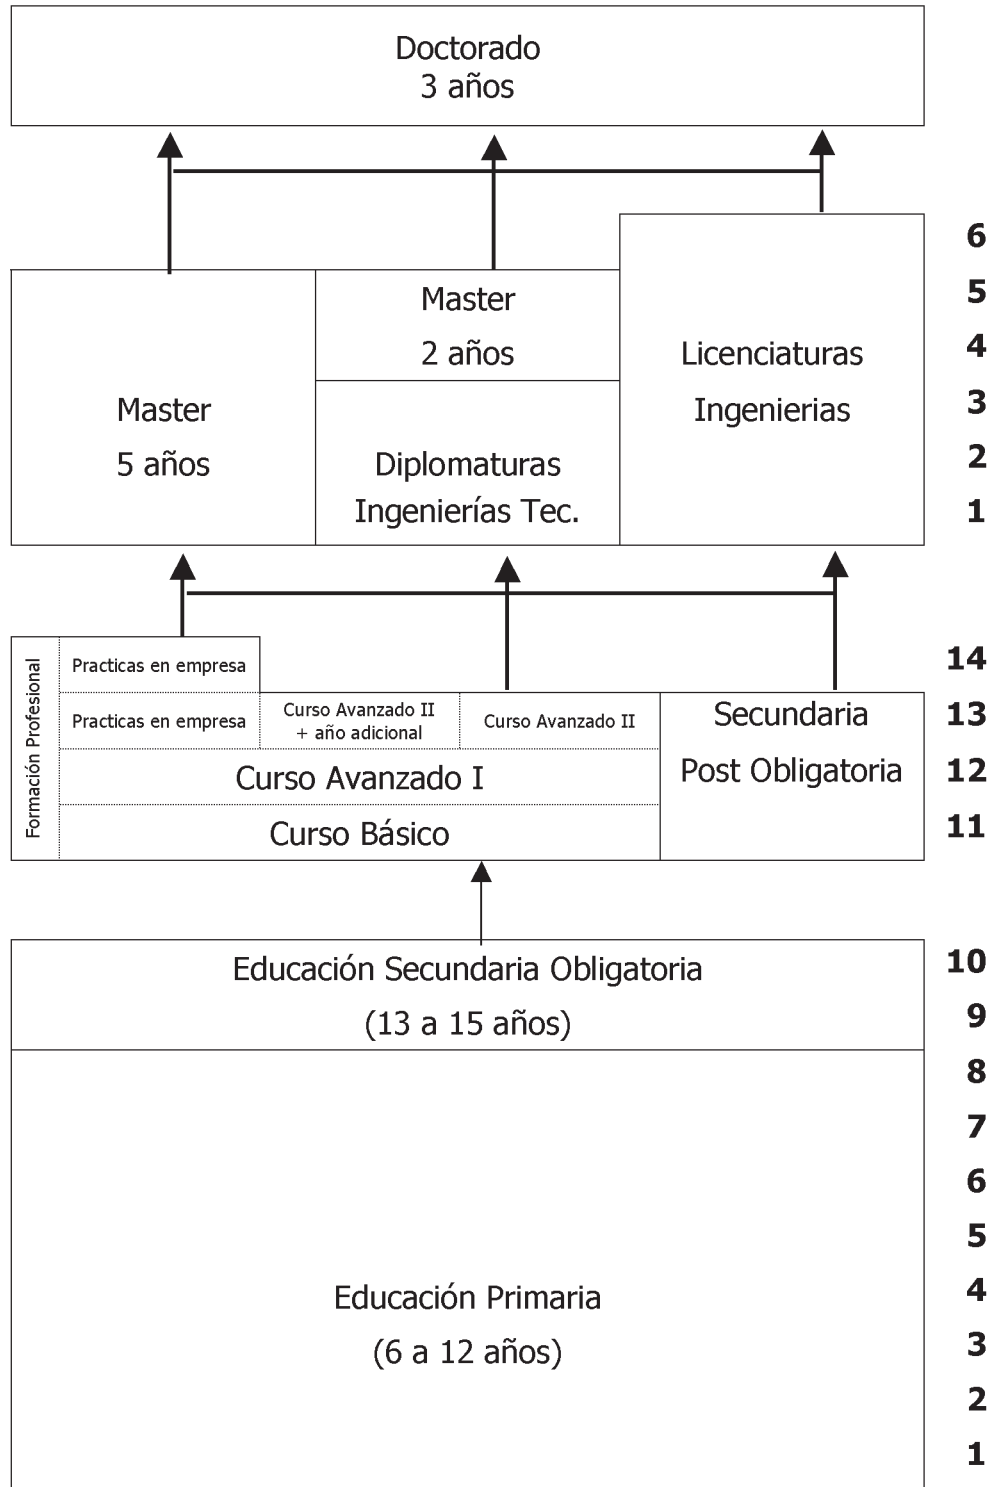 Doctorado
3 años
6
5
4
3
2
1
Master
5 años
Master
2 años
Diplomaturas
Ingenierías Tec.
Licenciaturas
Ingenierias
Formación Profesional
Practicas en empresa
Practicas en empresa
Curso Avanzado II
+ año adicional
Curso Avanzado II
Curso Avanzado I
Curso Básico
Secundaria
Post Obligatoria
14
13
12
11
Educación Secundaria Obligatoria
(13 a 15 años)
10
9
Educación Primaria
(6 a 12 años)
8
7
6
5
4
3
2
1